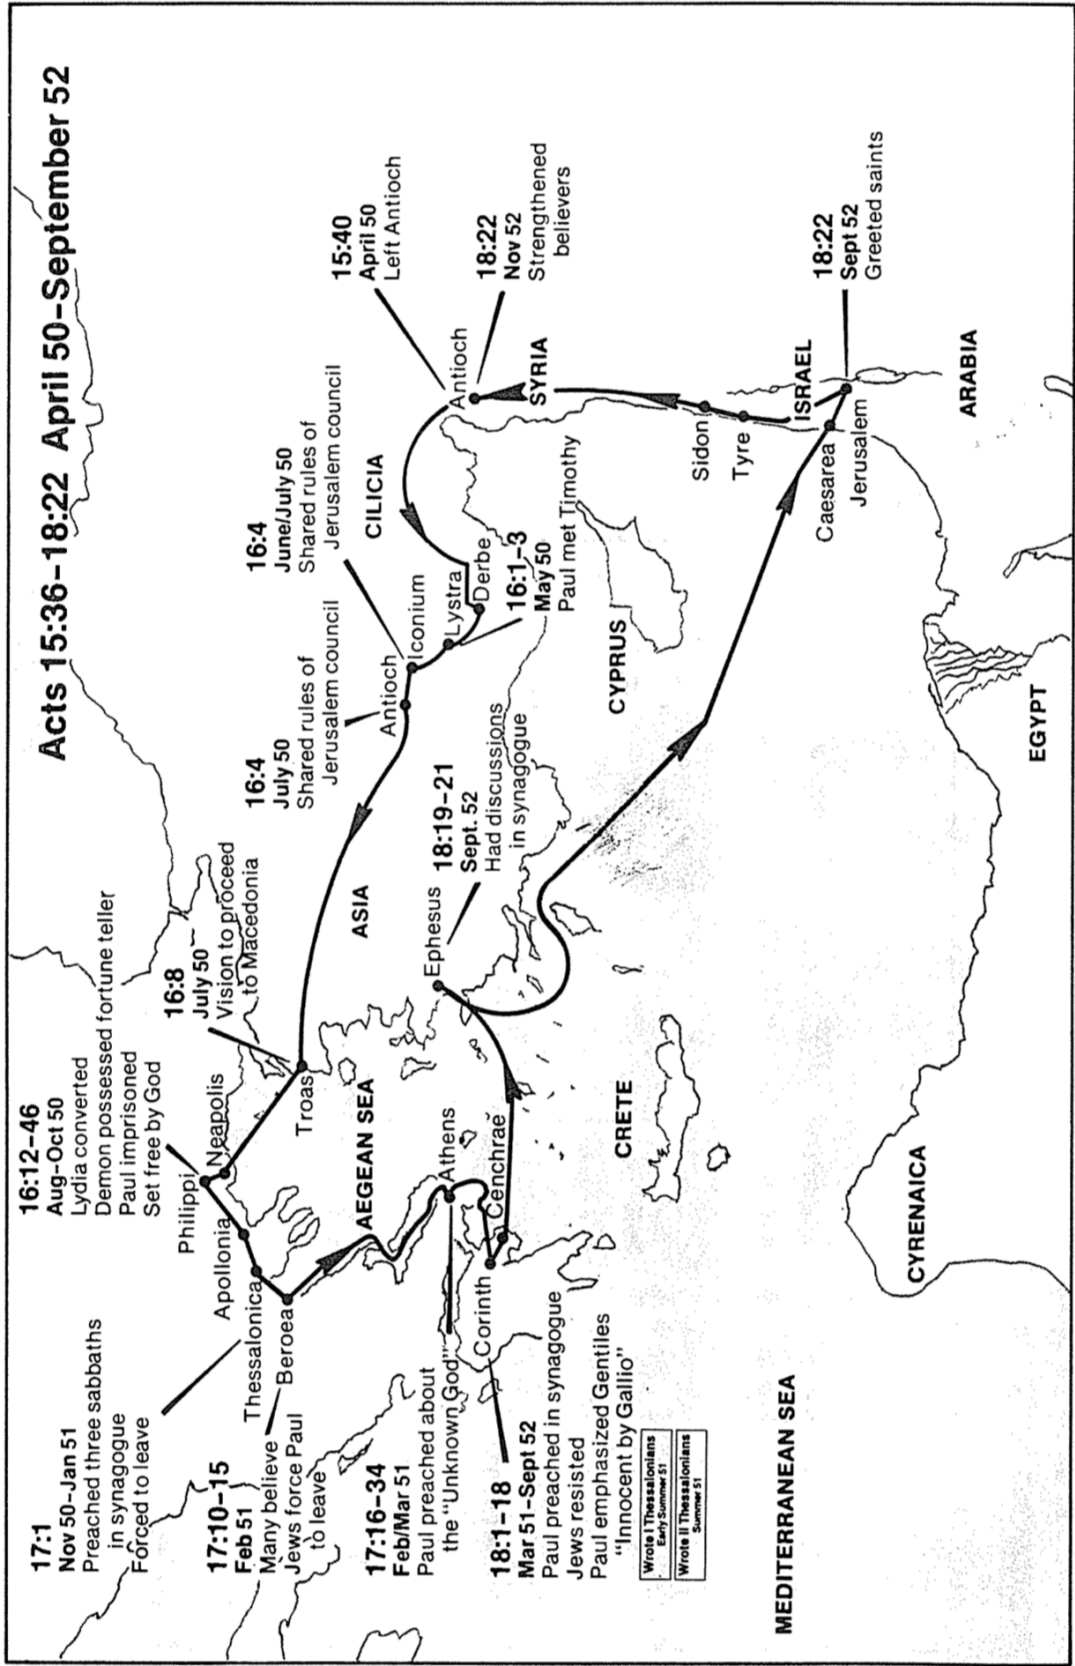 Acts 15:36–18:22 April 50–September 52
16:12–46
Aug–Oct 50
Lydia converted
Demon possessed fortune teller
Paul imprisoned
Set free by God
16:8
July 50
Vision to proceed
to Macedonia
16:4
July 50
Shared rules of
Jerusalem council
16:4
June/July 50
Shared rules of
Jerusalem council
15:40
April 50
Left Antioch
18:22
Nov 52
Strengthened
believers
18:22
Sept 52
Greeted saints
16:1–3
May 50
Paul met Timothy
18:19–21
Sept. 52
Had discussions
in synagogue
17:1
Nov 50–Jan 51
Preached three sabbaths
in synagogue
Forced to leave
17:10–15
Feb 51
Many believe
Jews force Paul
to leave
17:16–34
Feb/Mar 51
Paul preached about
the "Unknown God"
18:1–18
Mar 51–Sept 52
Paul preached in synagogue
Jews resisted
Paul emphasized Gentiles
"Innocent by Gallio"
Wrote I Thessalonians
Early Summer 51
Wrote II Thessalonians
Summer 51
Philippi
Neapolis
Apollonia
Thessalonica
Beroea
Troas
Antioch
Iconium
Lystra
Derbe
Antioch
CILICIA
SYRIA
ASIA
AEGEAN SEA
Athens
Corinth
Cenchrae
Ephesus
CYPRUS
CRETE
Sidon
Tyre
ISRAEL
Caesarea
Jerusalem
ARABIA
EGYPT
CYRENAICA
MEDITERRANEAN SEA